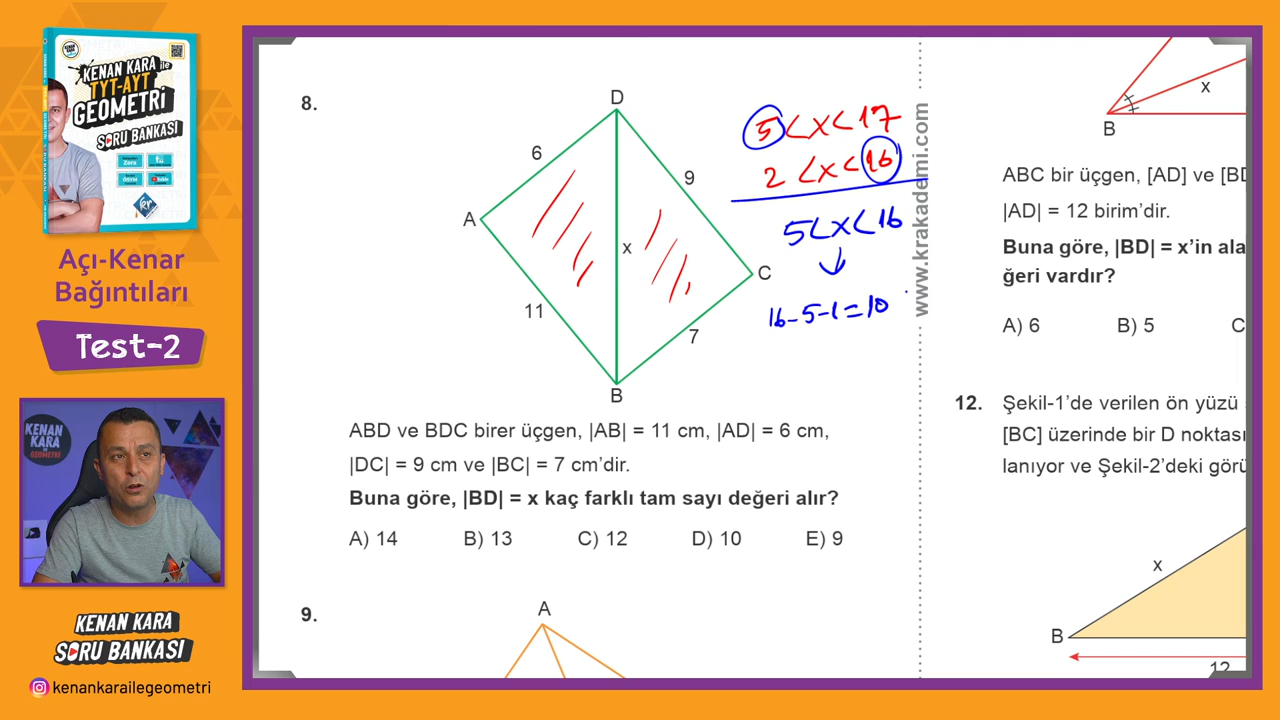 KENAN KARA ile
TYT-AYT
GEOMETRİ
SORU BANKASI
Açı-Kenar
Bağıntıları
Test-2
KENAN
KARA
KENAN KARA
SORU BANKASI
kenankarailegeometri
8.
D
6
9
A
x
C
11
7
B
5<x<17
2<x<16
5<x<16
16-5-1=10
www.krakademi.com
ABD ve BDC birer üçgen, |AB| = 11 cm, |AD| = 6 cm,
|DC| = 9 cm ve |BC| = 7 cm'dir.
Buna göre, |BD| = x kaç farklı tam sayı değeri alır?
A) 14 B) 13 C) 12 D) 10 E) 9
9.
A
x
B
ABC bir üçgen, [AD] ve [BD
|AD| = 12 birim'dir.
Buna göre, |BD| = x'in ala
ğeri vardır?
A) 6 B) 5 C
12. Şekil-1'de verilen ön yüzü
[BC] üzerinde bir D noktası
lanıyor ve Şekil-2'deki görü
x
B
12